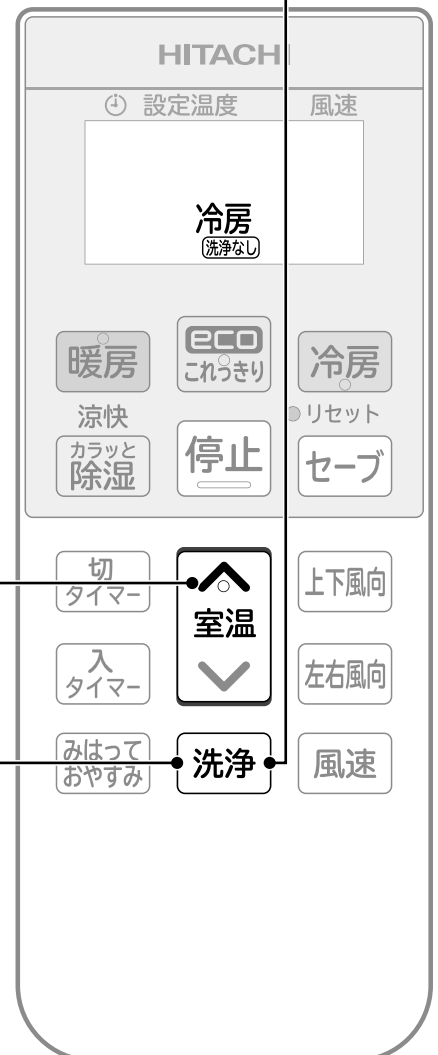 HITACHI
設定温度 風速
冷房
洗浄なし
暖房
eco
これっきり
冷房
涼快
リセット
カラッと
除湿
停止
セーブ
切
タイマー
室温
上下風向
入
タイマー
左右風向
みはって
おやすみ
洗浄
風速